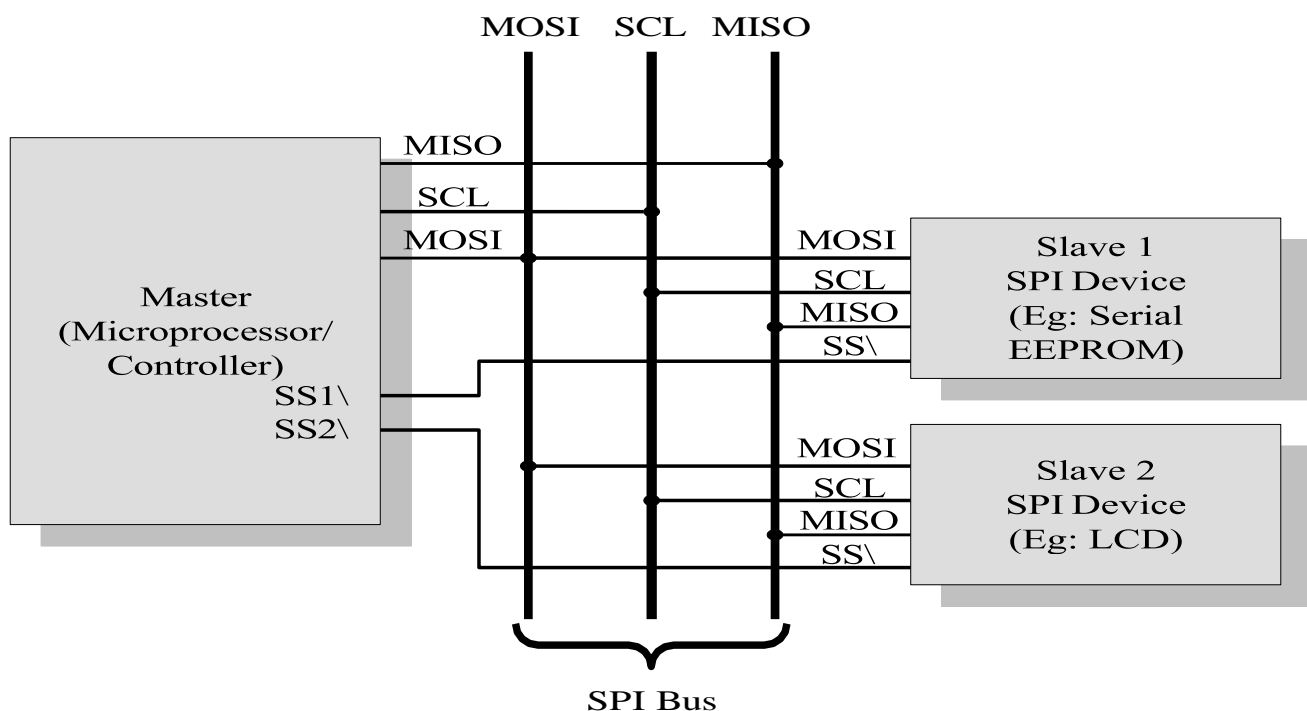 MOSI SCL MISO
MISO
SCL
MOSI
Master
(Microprocessor/
Controller)
SS1\
SS2\
MOSI
SCL
MISO
SS\
Slave 1
SPI Device
(Eg: Serial
EEPROM)
MOSI
SCL
MISO
SS\
Slave 2
SPI Device
(Eg: LCD)
SPI Bus